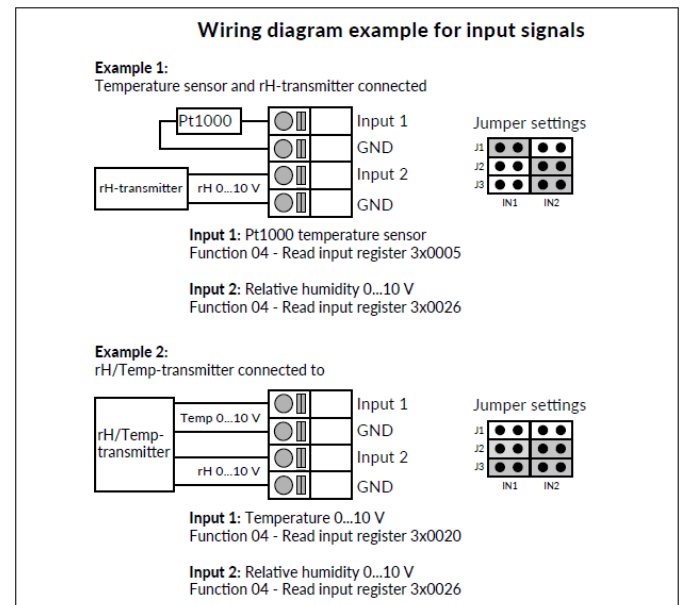 Wiring diagram example for input signals
Example 1:
Temperature sensor and rH-transmitter connected
Pt1000
Input 1
GND
Input 2
GND
rH-transmitter
rH 0...10 V
Jumper settings
J1
J2
J3
IN1 IN2
Input 1: Pt1000 temperature sensor
Function 04 - Read input register 3x0005
Input 2: Relative humidity 0...10 V
Function 04 - Read input register 3x0026
Example 2:
rH/Temp-transmitter connected to
rH/Temp-
transmitter
Temp 0...10 V
rH 0...10 V
Input 1
GND
Input 2
GND
Jumper settings
J1
J2
J3
IN1 IN2
Input 1: Temperature 0...10 V
Function 04 - Read input register 3x0020
Input 2: Relative humidity 0...10 V
Function 04 - Read input register 3x0026